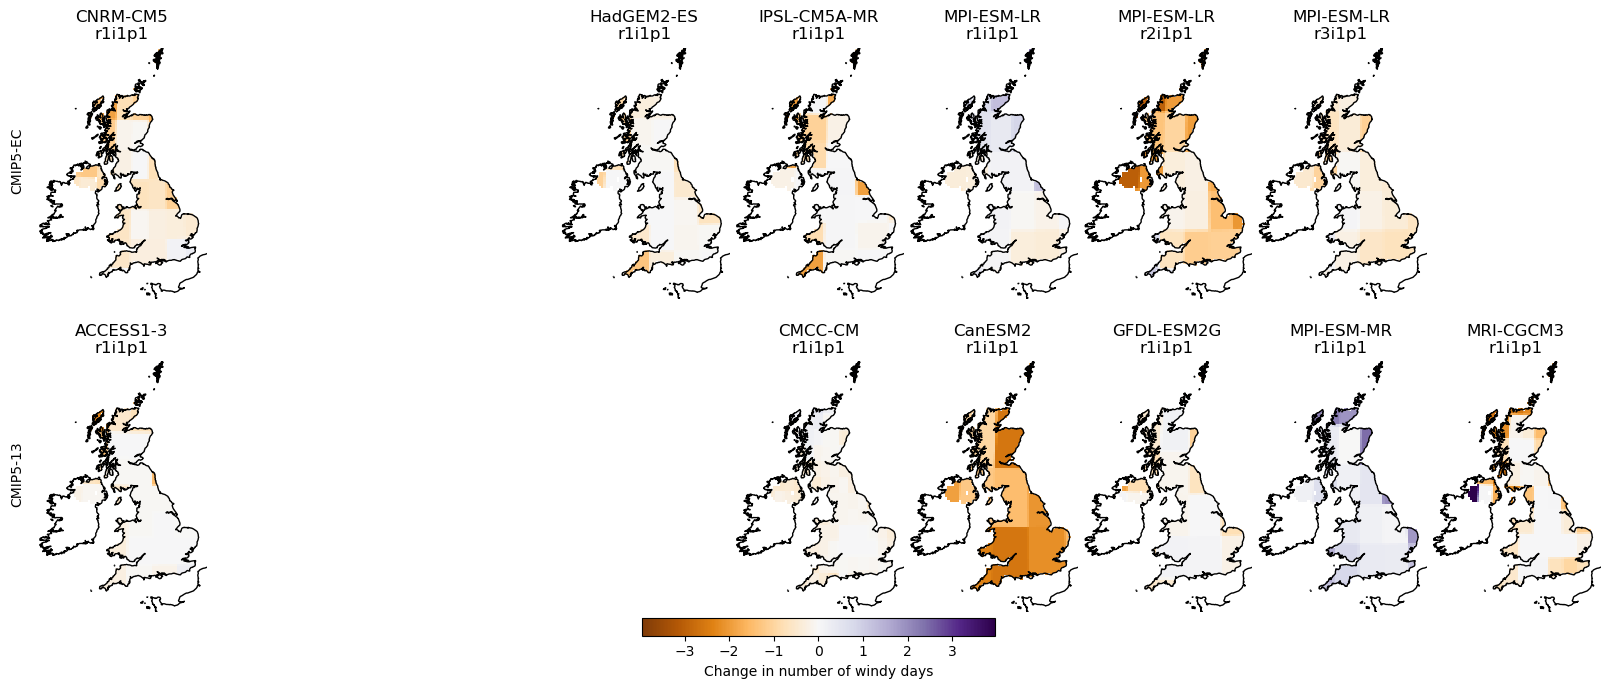 CNRM-CM5
r1i1p1
HadGEM2-ES
r1i1p1
IPSL-CM5A-MR
r1i1p1
MPI-ESM-LR
r1i1p1
MPI-ESM-LR
r2i1p1
MPI-ESM-LR
r3i1p1
CMIP5-EC
ACCESS1-3
r1i1p1
CMCC-CM
r1i1p1
CanESM2
r1i1p1
GFDL-ESM2G
r1i1p1
MPI-ESM-MR
r1i1p1
MRI-CGCM3
r1i1p1
CMIP5-13
−3 −2 −1 0 1 2 3
Change in number of windy days